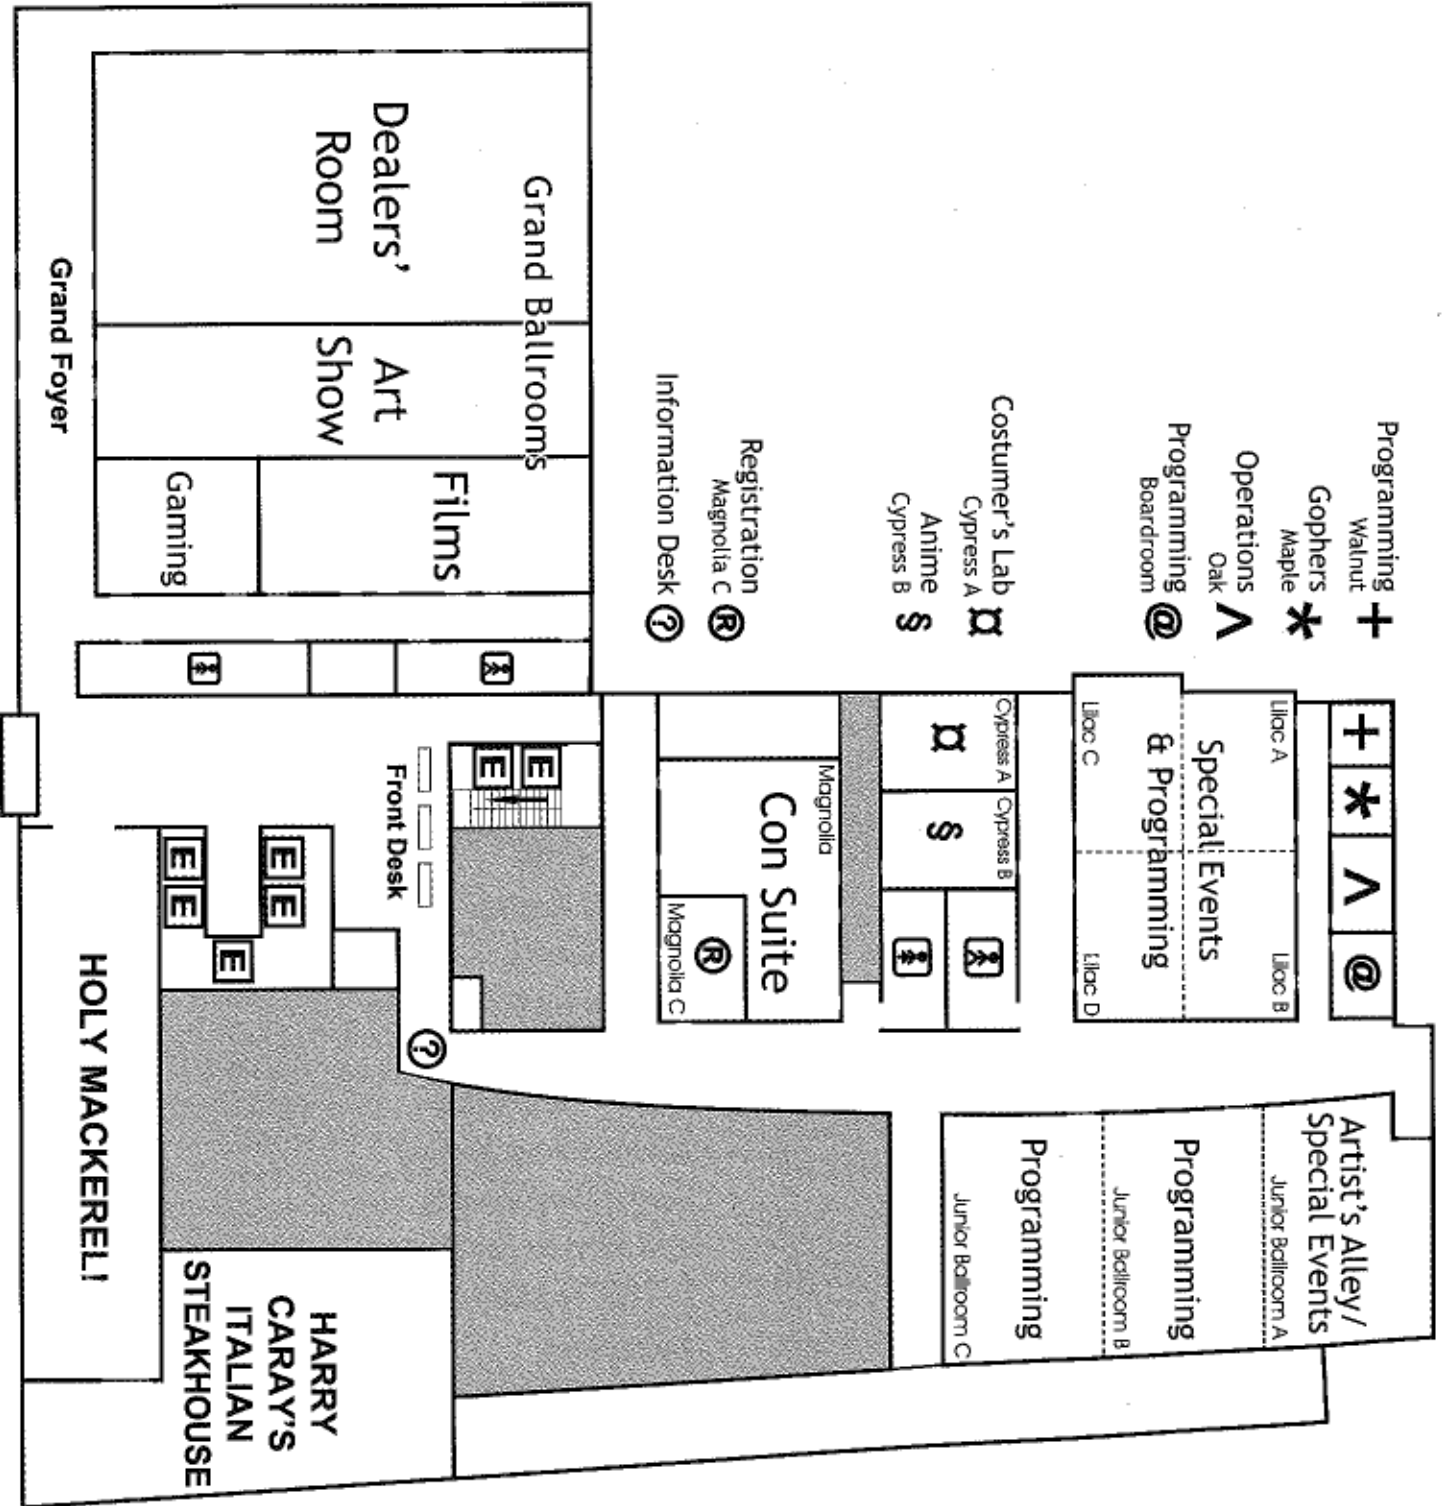 Programming +
Walnut
Gophers *
Maple
Operations Λ
Oak
Programming @
Boardroom
Costumer's Lab ¤
Cypress A
Anime §
Cypress B
Registration ®
Magnolia C
Information Desk ?
+
*
Λ
@
Lilac A
Lilac B
Special Events
& Programming
Lilac C
Lilac D
Artist's Alley/
Special Events
Junior Ballroom A
Programming
Junior Ballroom B
Programming
Junior Ballroom C
Cypress A
¤
Cypress B
§
Magnolia
Con Suite
®
Magnolia C
Grand Ballrooms
Dealers'
Room
Art
Show
Films
Gaming
Grand Foyer
E
E
Front Desk
E
E
E
E
E
?
HOLY MACKEREL!
HARRY
CARAY'S
ITALIAN
STEAKHOUSE